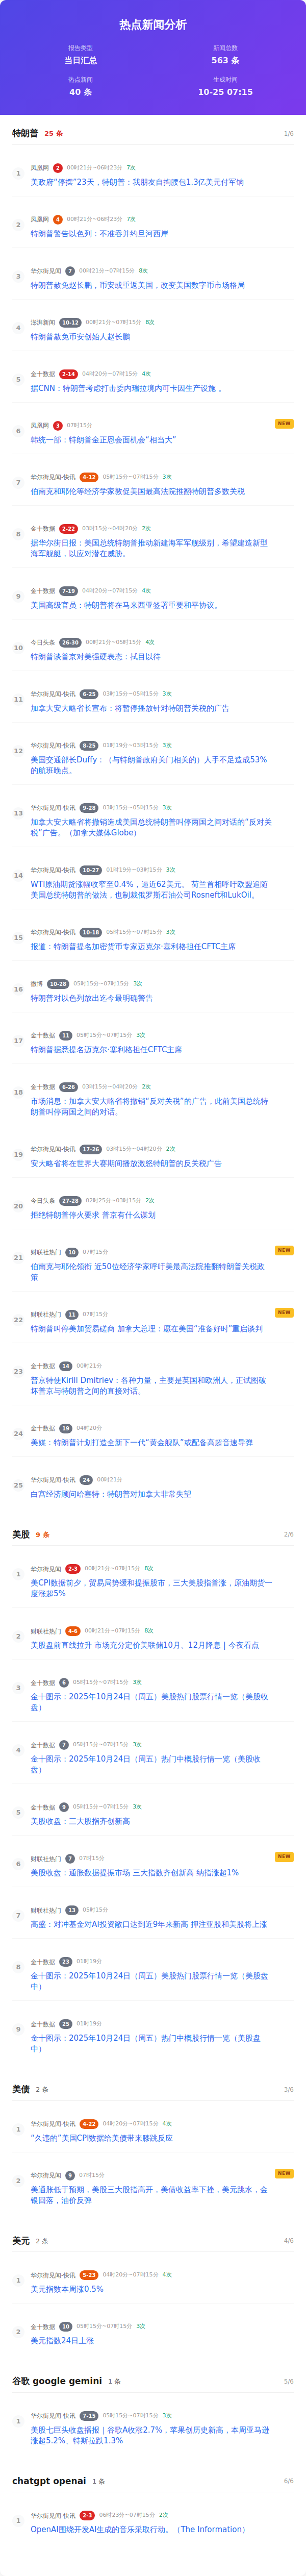 热点新闻分析
报告类型
当日汇总
新闻总数
563 条
热点新闻
40 条
生成时间
10-25 07:15
特朗普 25 条 1/6
1
凤凰网 2 00时21分~06时23分 7次
美政府“停摆”23天，特朗普：我朋友自掏腰包1.3亿美元付军饷
2
凤凰网 4 00时21分~06时23分 7次
特朗普警告以色列：不准吞并约旦河西岸
3
华尔街见闻 7 00时21分~07时15分 8次
特朗普赦免赵长鹏，币安或重返美国，改变美国数字货币市场格局
4
澎湃新闻 10-12 00时21分~07时15分 8次
特朗普赦免币安创始人赵长鹏
5
金十数据 2-14 04时20分~07时15分 4次
据CNN：特朗普考虑打击委内瑞拉境内可卡因生产设施 。
6
凤凰网 3 07时15分 NEW
韩统一部：特朗普金正恩会面机会“相当大”
7
华尔街见闻-快讯 4-12 05时15分~07时15分 3次
伯南克和耶伦等经济学家敦促美国最高法院推翻特朗普多数关税
8
金十数据 2-22 03时15分~04时20分 2次
据华尔街日报：美国总统特朗普推动新建海军军舰级别，希望建造新型
海军舰艇，以应对潜在威胁。
9
金十数据 7-19 04时20分~07时15分 4次
美国高级官员：特朗普将在马来西亚签署重要和平协议。
10
今日头条 26-30 00时21分~05时15分 4次
特朗普谈普京对美强硬表态：拭目以待
11
华尔街见闻-快讯 6-25 03时15分~05时15分 3次
加拿大安大略省长宣布：将暂停播放针对特朗普关税的广告
12
华尔街见闻-快讯 8-25 01时19分~03时15分 3次
美国交通部长Duffy：（与特朗普政府关门相关的）人手不足造成53%
的航班晚点。
13
华尔街见闻-快讯 9-28 03时15分~05时15分 3次
加拿大安大略省将撤销造成美国总统特朗普叫停两国之间对话的“反对关
税”广告。（加拿大媒体Globe）
14
华尔街见闻-快讯 10-27 01时19分~03时15分 3次
WTI原油期货涨幅收窄至0.4%，逼近62美元。 荷兰首相呼吁欧盟追随
美国总统特朗普的做法，也制裁俄罗斯石油公司Rosneft和LukOil。
15
华尔街见闻-快讯 10-18 05时15分~07时15分 3次
报道：特朗普提名加密货币专家迈克尔·塞利格担任CFTC主席
16
微博 10-28 05时15分~07时15分 3次
特朗普对以色列放出迄今最明确警告
17
金十数据 11 05时15分~07时15分 3次
特朗普据悉提名迈克尔·塞利格担任CFTC主席
18
金十数据 6-26 03时15分~04时20分 2次
市场消息：加拿大安大略省将撤销“反对关税”的广告，此前美国总统特
朗普叫停两国之间的对话。
19
华尔街见闻-快讯 17-26 03时15分~04时20分 2次
安大略省将在世界大赛期间播放激怒特朗普的反关税广告
20
今日头条 27-28 02时25分~03时15分 2次
拒绝特朗普停火要求 普京有什么谋划
21
财联社热门 10 07时15分 NEW
伯南克与耶伦领衔 近50位经济学家呼吁美最高法院推翻特朗普关税政
策
22
财联社热门 11 07时15分 NEW
特朗普叫停美加贸易磋商 加拿大总理：愿在美国“准备好时”重启谈判
23
金十数据 14 00时21分
普京特使Kirill Dmitriev：各种力量，主要是英国和欧洲人，正试图破
坏普京与特朗普之间的直接对话。
24
金十数据 19 04时20分
美媒：特朗普计划打造全新下一代“黄金舰队”或配备高超音速导弹
25
华尔街见闻-快讯 24 00时21分
白宫经济顾问哈塞特：特朗普对加拿大非常失望
美股 9 条 2/6
1
华尔街见闻 2-3 00时21分~07时15分 8次
美CPI数据前夕，贸易局势缓和提振股市，三大美股指普涨，原油期货一
度涨超5%
2
财联社热门 4-6 00时21分~07时15分 8次
美股盘前直线拉升 市场充分定价美联储10月、12月降息 | 今夜看点
3
金十数据 6 05时15分~07时15分 3次
金十图示：2025年10月24日（周五）美股热门股票行情一览（美股收
盘）
4
金十数据 7 05时15分~07时15分 3次
金十图示：2025年10月24日（周五）热门中概股行情一览（美股收
盘）
5
金十数据 9 05时15分~07时15分 3次
美股收盘：三大股指齐创新高
6
财联社热门 7 07时15分 NEW
美股收盘：通胀数据提振市场 三大指数齐创新高 纳指涨超1%
7
财联社热门 13 05时15分
高盛：对冲基金对AI投资敞口达到近9年来新高 押注亚股和美股将上涨
8
金十数据 23 01时19分
金十图示：2025年10月24日（周五）美股热门股票行情一览（美股盘
中）
9
金十数据 25 01时19分
金十图示：2025年10月24日（周五）热门中概股行情一览（美股盘
中）
美债 2 条 3/6
1
华尔街见闻-快讯 4-22 04时20分~07时15分 4次
“久违的”美国CPI数据给美债带来膝跳反应
2
华尔街见闻 9 07时15分 NEW
美通胀低于预期，美股三大股指高开，美债收益率下挫，美元跳水，金
银回落，油价反弹
美元 2 条 4/6
1
华尔街见闻-快讯 5-23 04时20分~07时15分 4次
美元指数本周涨0.5%
2
金十数据 10 05时15分~07时15分 3次
美元指数24日上涨
谷歌 google gemini 1 条 5/6
1
华尔街见闻-快讯 7-15 05时15分~07时15分 3次
美股七巨头收盘播报｜谷歌A收涨2.7%，苹果创历史新高，本周亚马逊
涨超5.2%、特斯拉跌1.3%
chatgpt openai 1 条 6/6
1
华尔街见闻-快讯 2-3 06时23分~07时15分 2次
OpenAI围绕开发AI生成的音乐采取行动。（The Information）